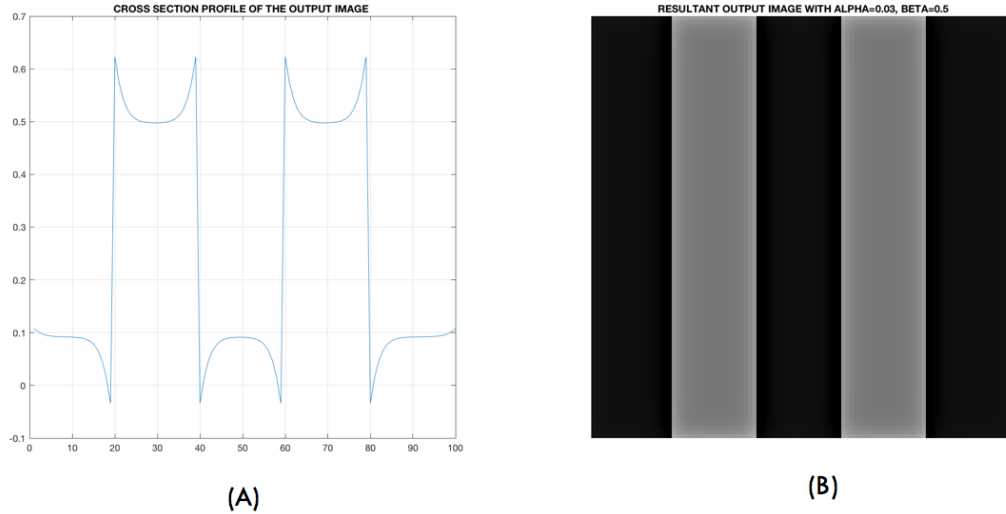 CROSS SECTION PROFILE OF THE OUTPUT IMAGE
0.7
0.6
0.5
0.4
0.3
0.2
0.1
0
-0.1
0 10 20 30 40 50 60 70 80 90 100
(A)
RESULTANT OUTPUT IMAGE WITH ALPHA=0.03, BETA=0.5
(B)